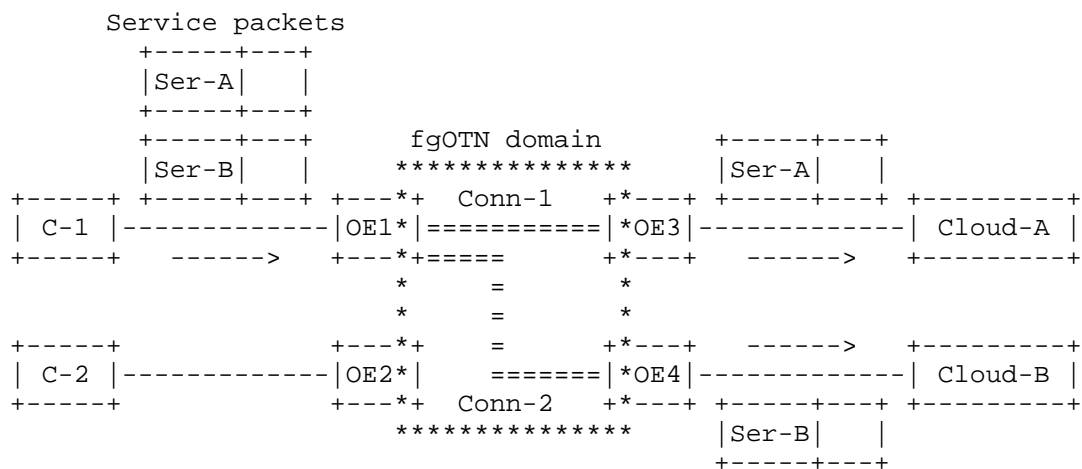 Service packets
Ser-A
fgOTN domain
Ser-B Ser-A
Conn-1
C-1 OE1 OE3 Cloud-A
C-2 OE2 OE4 Cloud-B
Conn-2
Ser-B